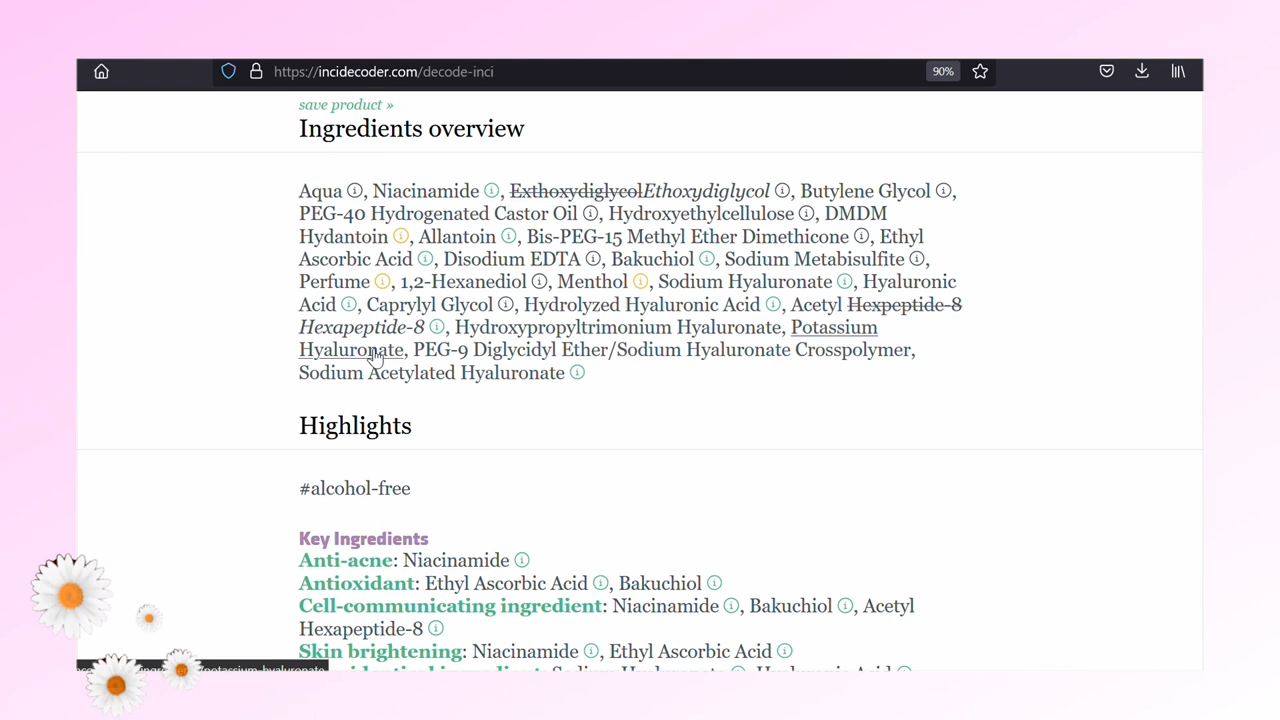 https://incidecoder.com/decode-inci
90%
save product »
Ingredients overview
Aqua, Niacinamide, ExthoxydiglycolEthoxydiglycol, Butylene Glycol,
PEG-40 Hydrogenated Castor Oil, Hydroxyethylcellulose, DMDM
Hydantoin, Allantoin, Bis-PEG-15 Methyl Ether Dimethicone, Ethyl
Ascorbic Acid, Disodium EDTA, Bakuchiol, Sodium Metabisulfite,
Perfume, 1,2-Hexanediol, Menthol, Sodium Hyaluronate, Hyaluronic
Acid, Caprylyl Glycol, Hydrolyzed Hyaluronic Acid, Acetyl Hexpeptide-8
Hexapeptide-8, Hydroxypropyltrimonium Hyaluronate, Potassium
Hyaluronate, PEG-9 Diglycidyl Ether/Sodium Hyaluronate Crosspolymer,
Sodium Acetylated Hyaluronate
Highlights
#alcohol-free
Key Ingredients
Anti-acne: Niacinamide
Antioxidant: Ethyl Ascorbic Acid, Bakuchiol
Cell-communicating ingredient: Niacinamide, Bakuchiol, Acetyl
Hexapeptide-8
Skin brightening: Niacinamide, Ethyl Ascorbic Acid